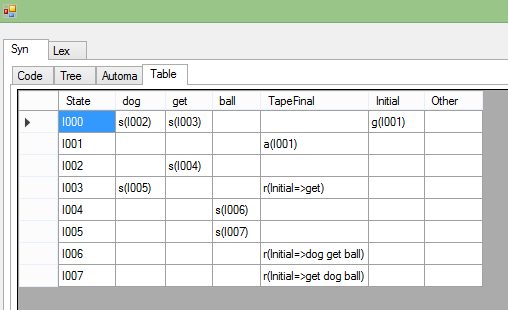 Syn Lex
Code Tree Automa Table
State dog get ball TapeFinal Initial Other
I000 s(I002) s(I003) g(I001)
I001 a(I001)
I002 s(I004)
I003 s(I005) r(Initial=>get)
I004 s(I006)
I005 s(I007)
I006 r(Initial=>dog get ball)
I007 r(Initial=>get dog ball)